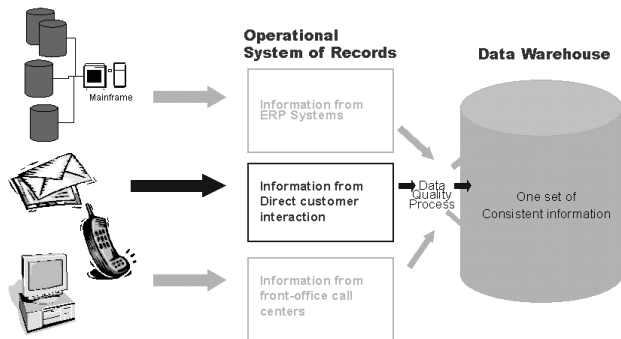 Operational
System of Records
Data Warehouse
Mainframe
Information from
ERP Systems
Information from
Direct customer
interaction
Data
Quality
Process
One set of
Consistent information
Information from
front-office call
centers